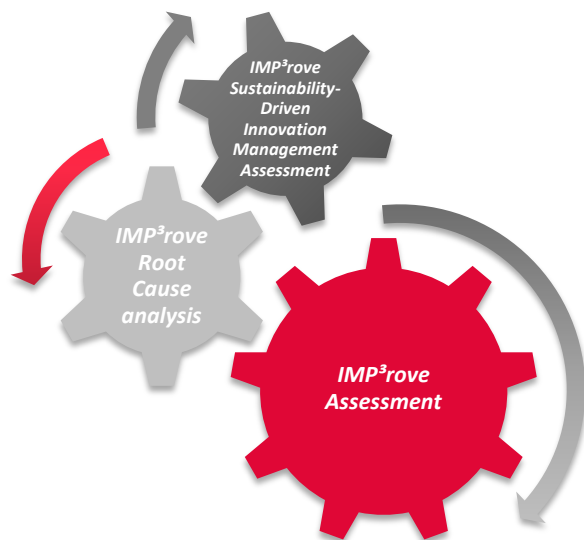 IMP³rove
Sustainability-
Driven
Innovation
Management
Assessment
IMP³rove
Root
Cause
analysis
IMP³rove
Assessment